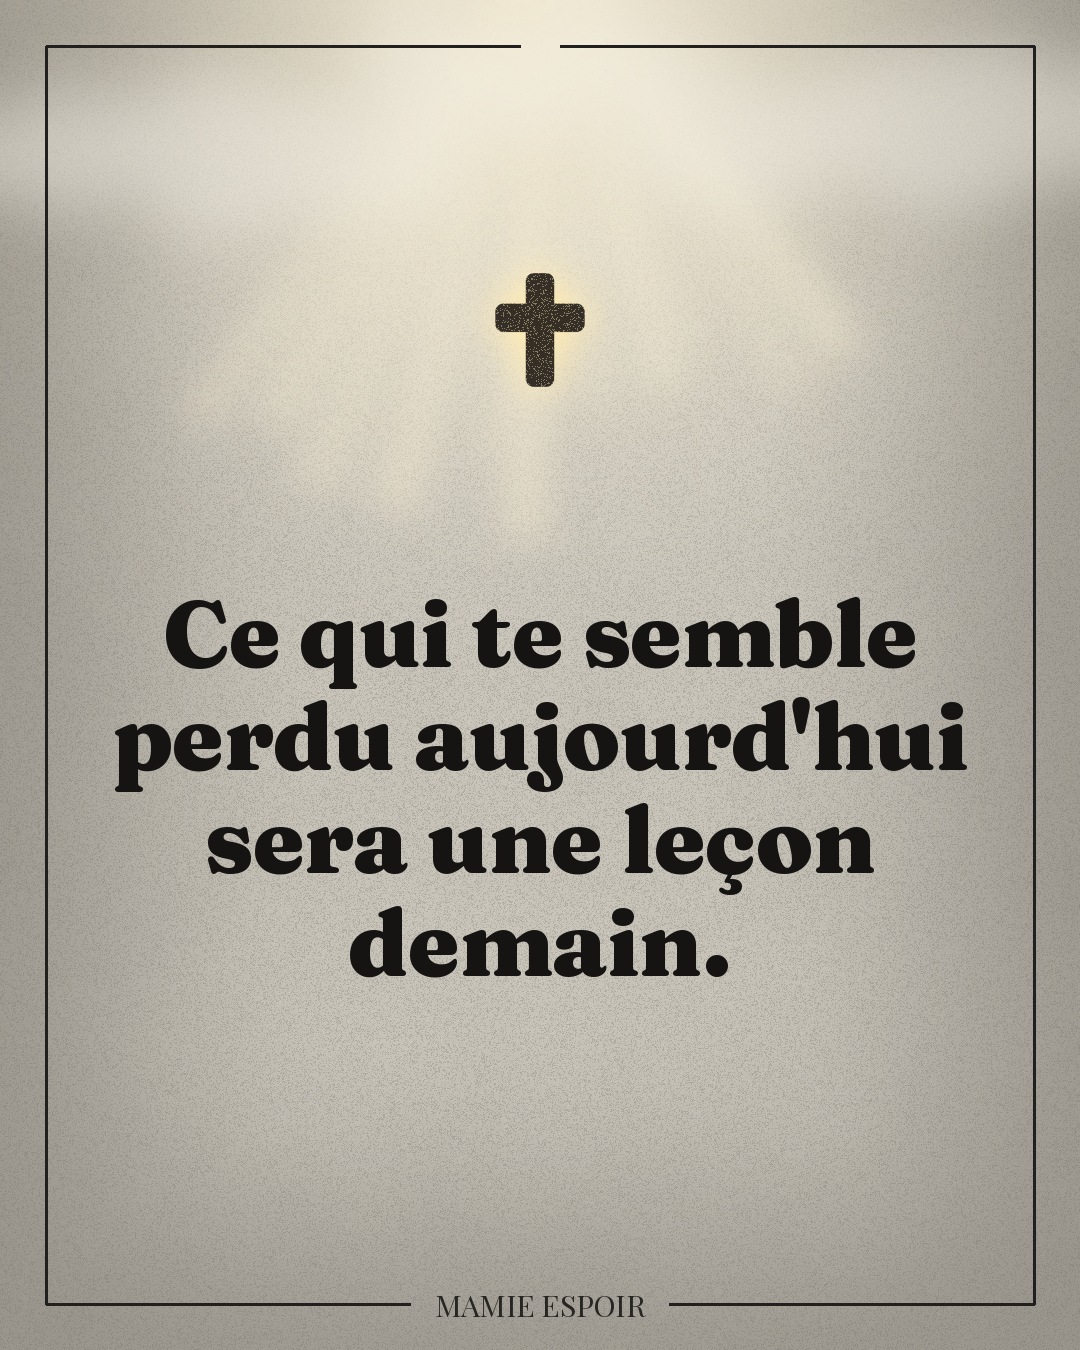 Ce qui te semble
perdu aujourd'hui
sera une leçon
demain.
MAMIE ESPOIR